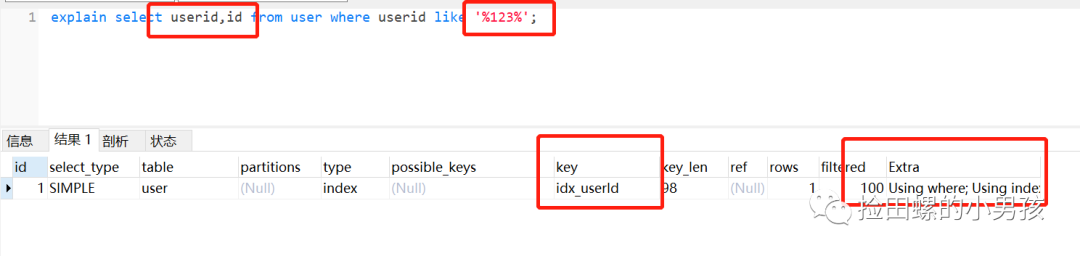 1 explain select userid,id from user where userid like '%123%';
信息 结果 1 剖析 状态
id select_type table partitions type possible_keys key key_len ref rows filtered Extra
1 SIMPLE user (Null) index (Null) idx_userId 98 (Null) 1 100 Using where; Using index
捡田螺的小男孩